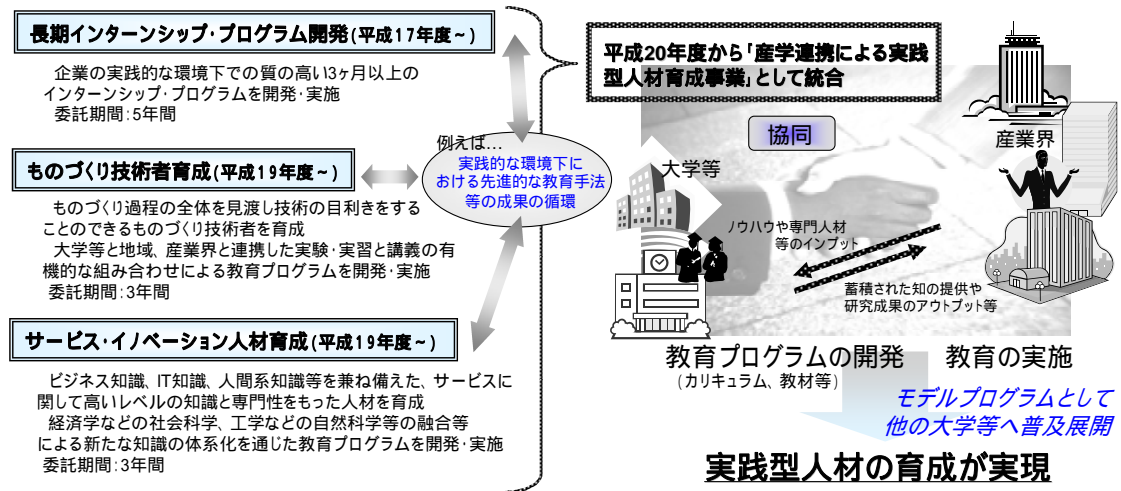 長期インターンシップ・プログラム開発(平成17年度～)
企業の実践的な環境下での質の高い3ヶ月以上の
インターンシップ・プログラムを開発・実施
委託期間:5年間
ものづくり技術者育成(平成19年度～)
ものづくり過程の全体を見渡し技術の目利きをする
ことのできるものづくり技術者を育成
大学等と地域、産業界と連携した実験・実習と講義の有
機的な組み合わせによる教育プログラムを開発・実施
委託期間:3年間
サービス・イノベーション人材育成(平成19年度～)
ビジネス知識、IT知識、人間系知識等を兼ね備えた、サービスに
関して高いレベルの知識と専門性をもった人材を育成
経済学などの社会科学、工学などの自然科学等の融合等
による新たな知識の体系化を通じた教育プログラムを開発・実施
委託期間:3年間
例えば…
実践的な環境下に
おける先進的な教育手法
等の成果の循環
平成20年度から「産学連携による実践
型人材育成事業」として統合
協同
大学等
産業界
ノウハウや専門人材
等のインプット
蓄積された知の提供や
研究成果のアウトプット等
教育プログラムの開発
(カリキュラム、教材等)
教育の実施
モデルプログラムとして
他の大学等へ普及展開
実践型人材の育成が実現